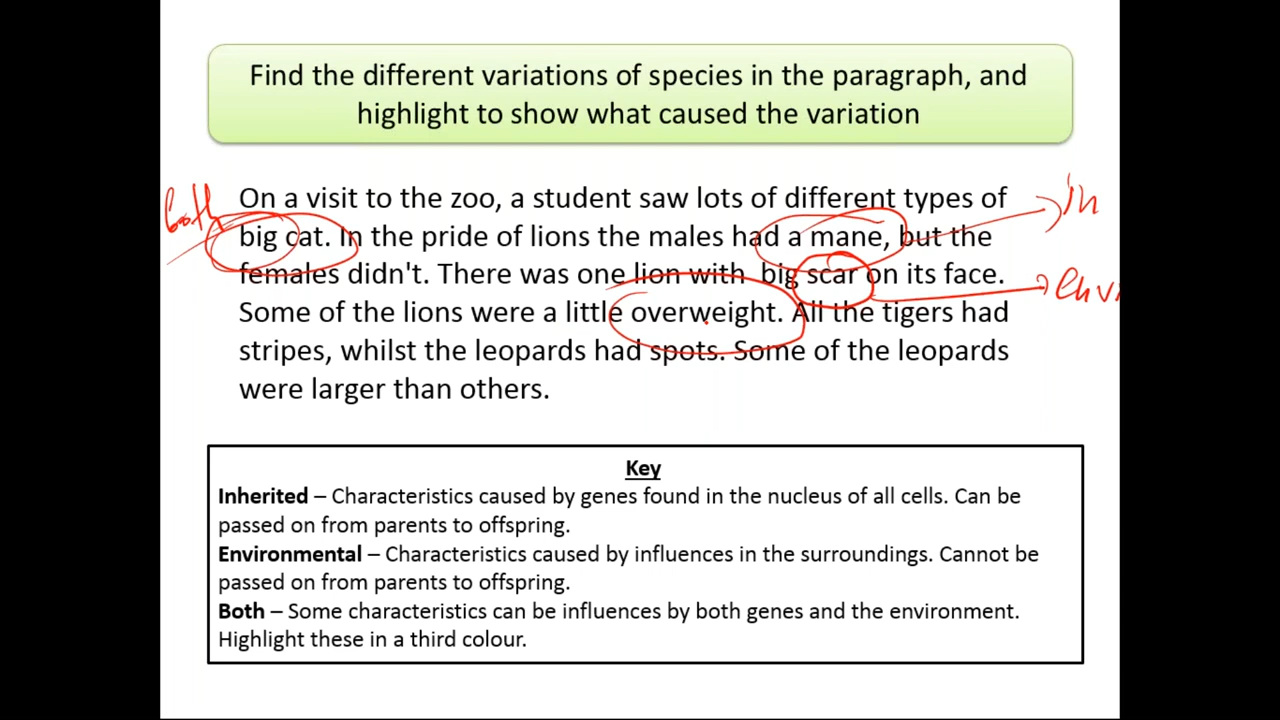 Find the different variations of species in the paragraph, and
highlight to show what caused the variation
both
On a visit to the zoo, a student saw lots of different types of
in
big cat. In the pride of lions the males had a mane, but the
females didn't. There was one lion with big scar on its face.
envi
Some of the lions were a little overweight. All the tigers had
stripes, whilst the leopards had spots. Some of the leopards
were larger than others.
Key
Inherited – Characteristics caused by genes found in the nucleus of all cells. Can be
passed on from parents to offspring.
Environmental – Characteristics caused by influences in the surroundings. Cannot be
passed on from parents to offspring.
Both – Some characteristics can be influences by both genes and the environment.
Highlight these in a third colour.